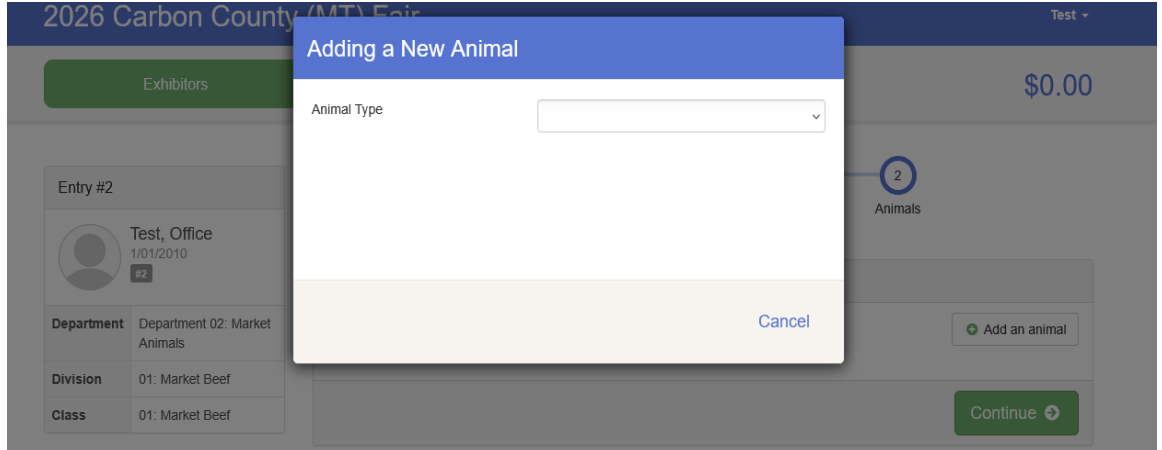 2026 Carbon County (MT) Fair
Test
Adding a New Animal
Exhibitors
$0.00
Animal Type
Entry #2
2
Animals
Test, Office
1/01/2010
#2
Department
Department 02: Market
Animals
Cancel
Add an animal
Division
01: Market Beef
Class
01: Market Beef
Continue